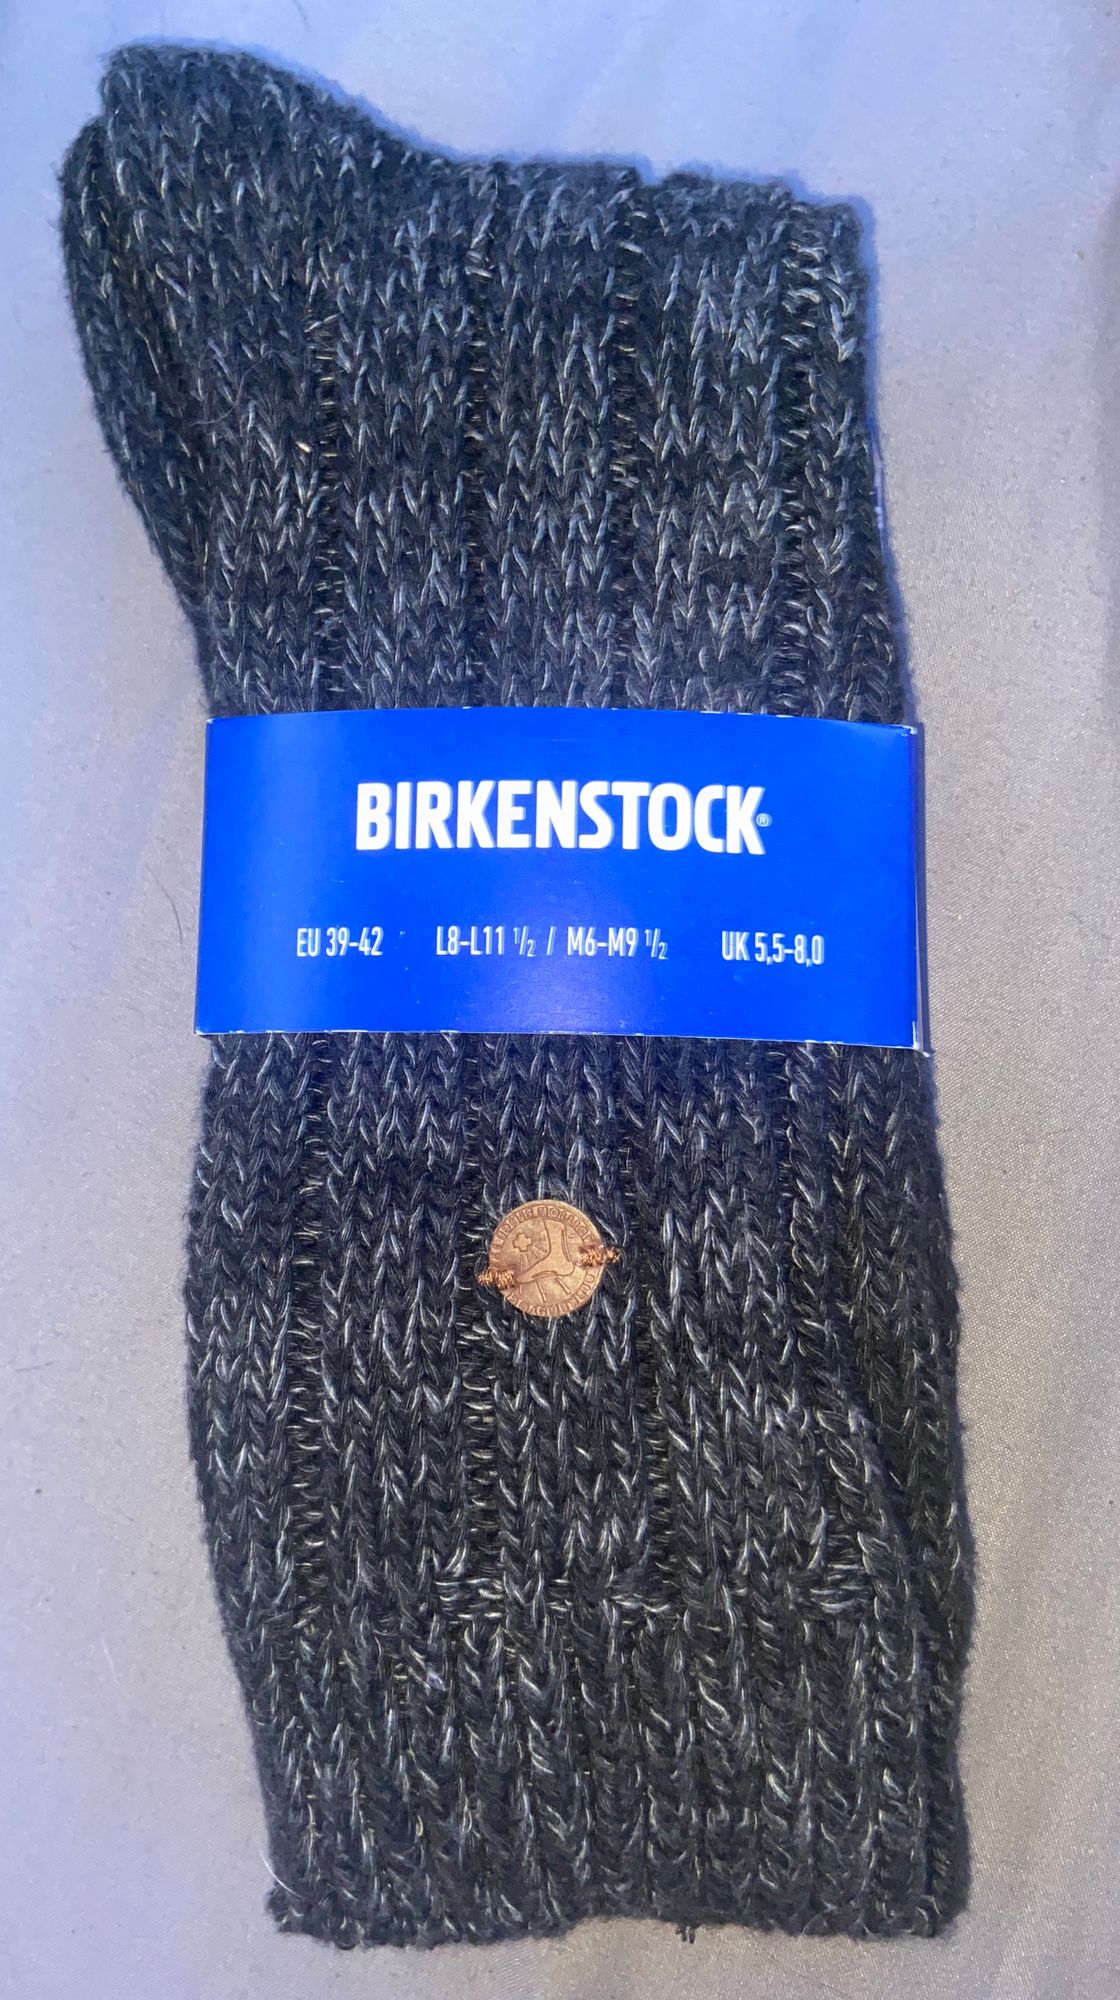 BIRKENSTOCK®
EU 39-42 L8-L11 1/2 / M6-M9 1/2 UK 5,5-8,0